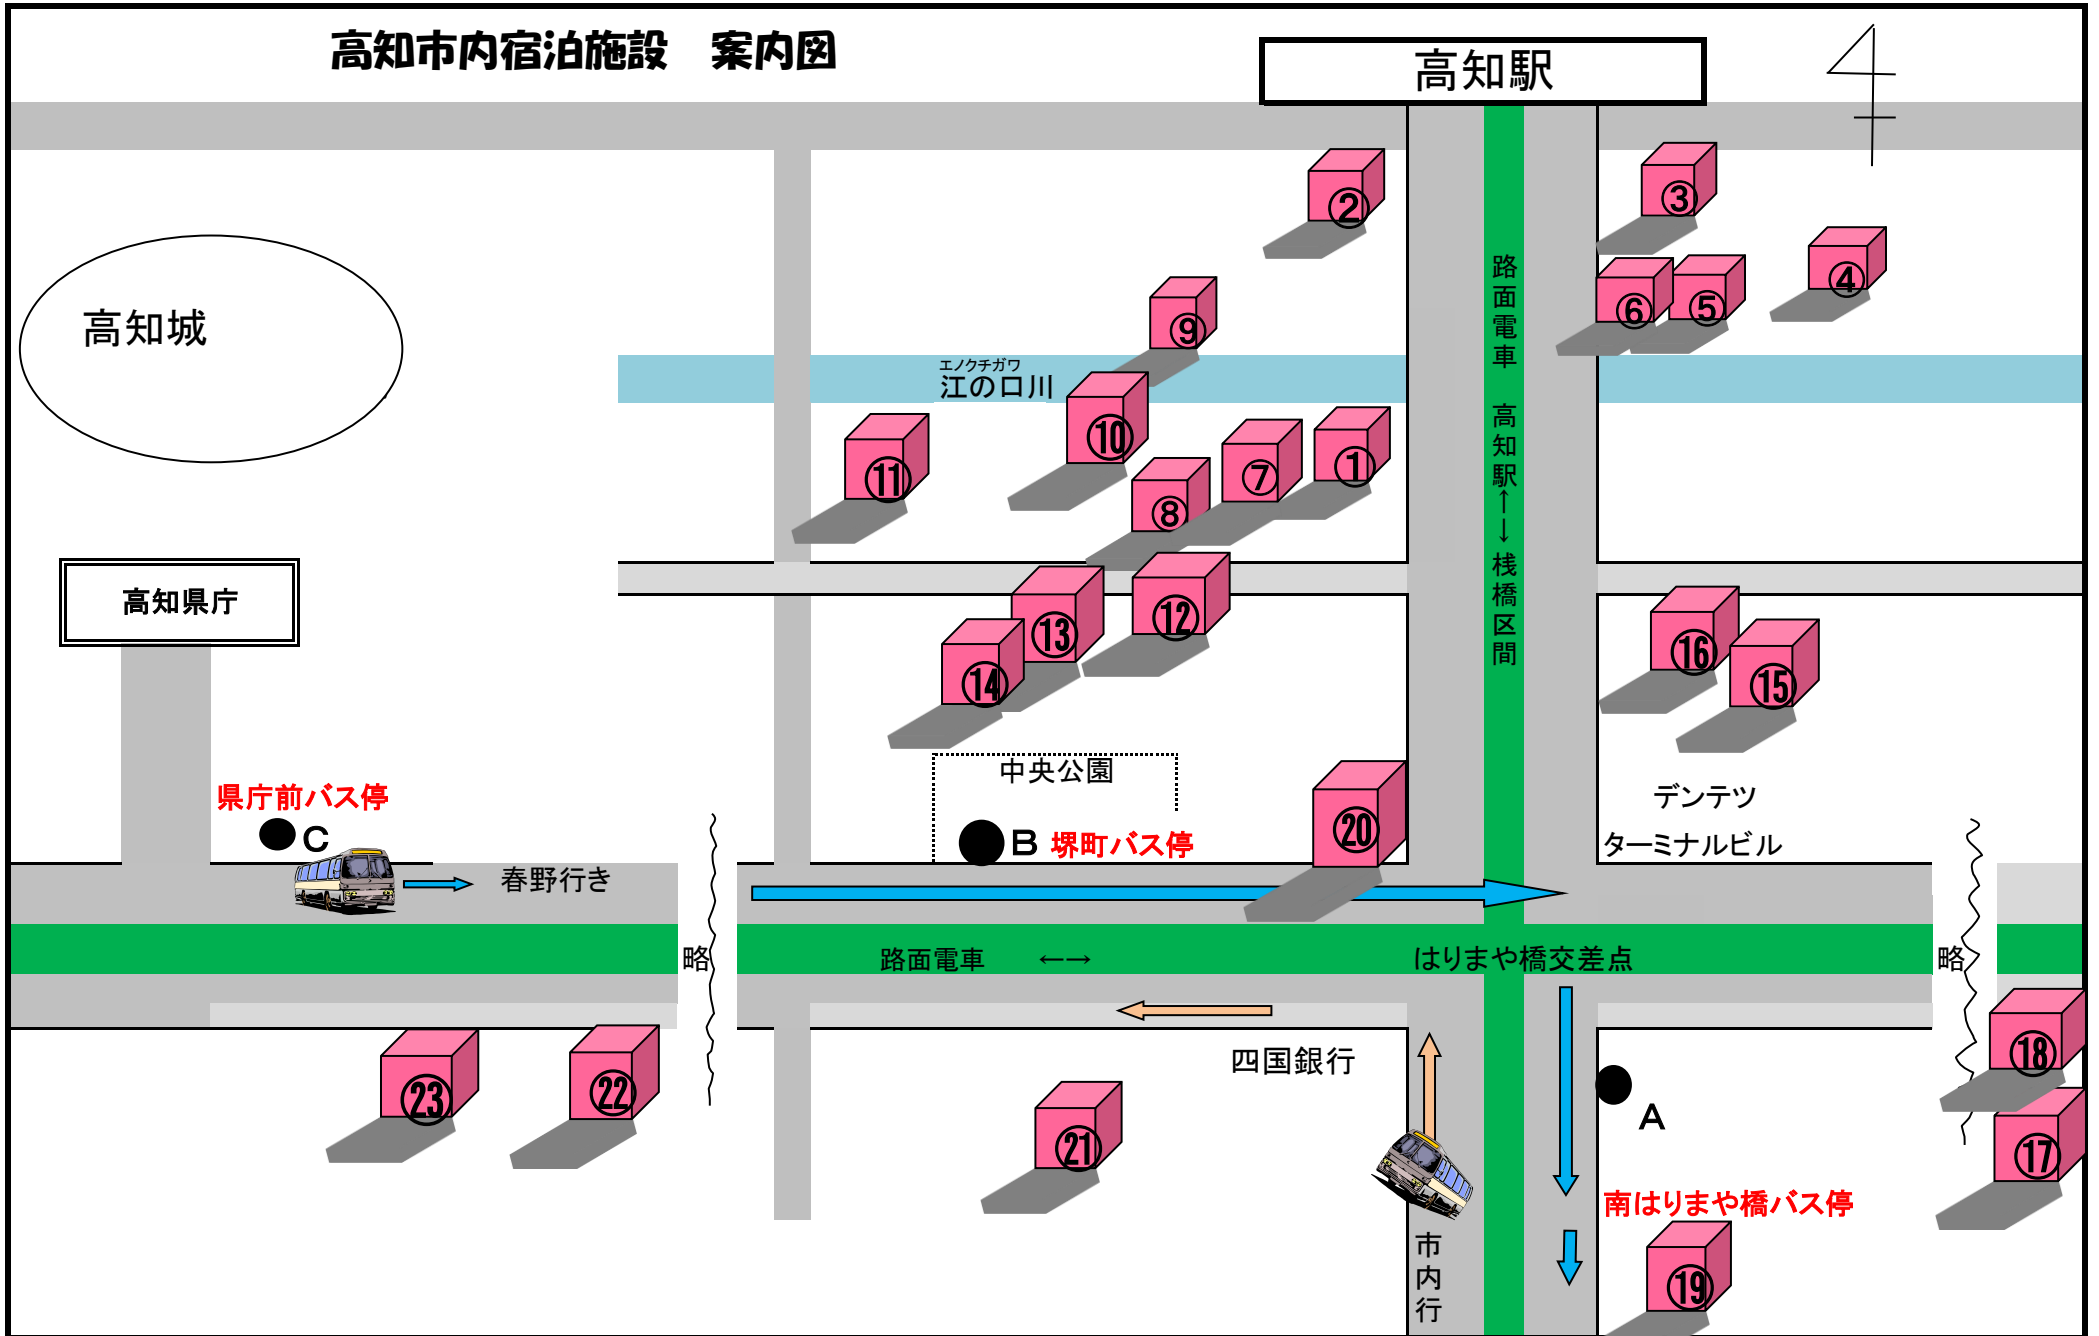 高知市内宿泊施設　案内図
高知駅
②
③
④
⑤
⑥
路面電車　高知駅←→桟橋区間
高知城
⑨
エノクチガワ
江の口川
⑩
⑪
⑦
①
⑧
高知県庁
⑫
⑬
⑭
⑯
⑮
中央公園
県庁前バス停
C
B 堺町バス停
⑳
デンテツ
ターミナルビル
春野行き
略
路面電車　←→
はりまや橋交差点
略
四国銀行
A
⑱
⑰
㉓
㉒
㉑
南はりまや橋バス停
市内行
⑲